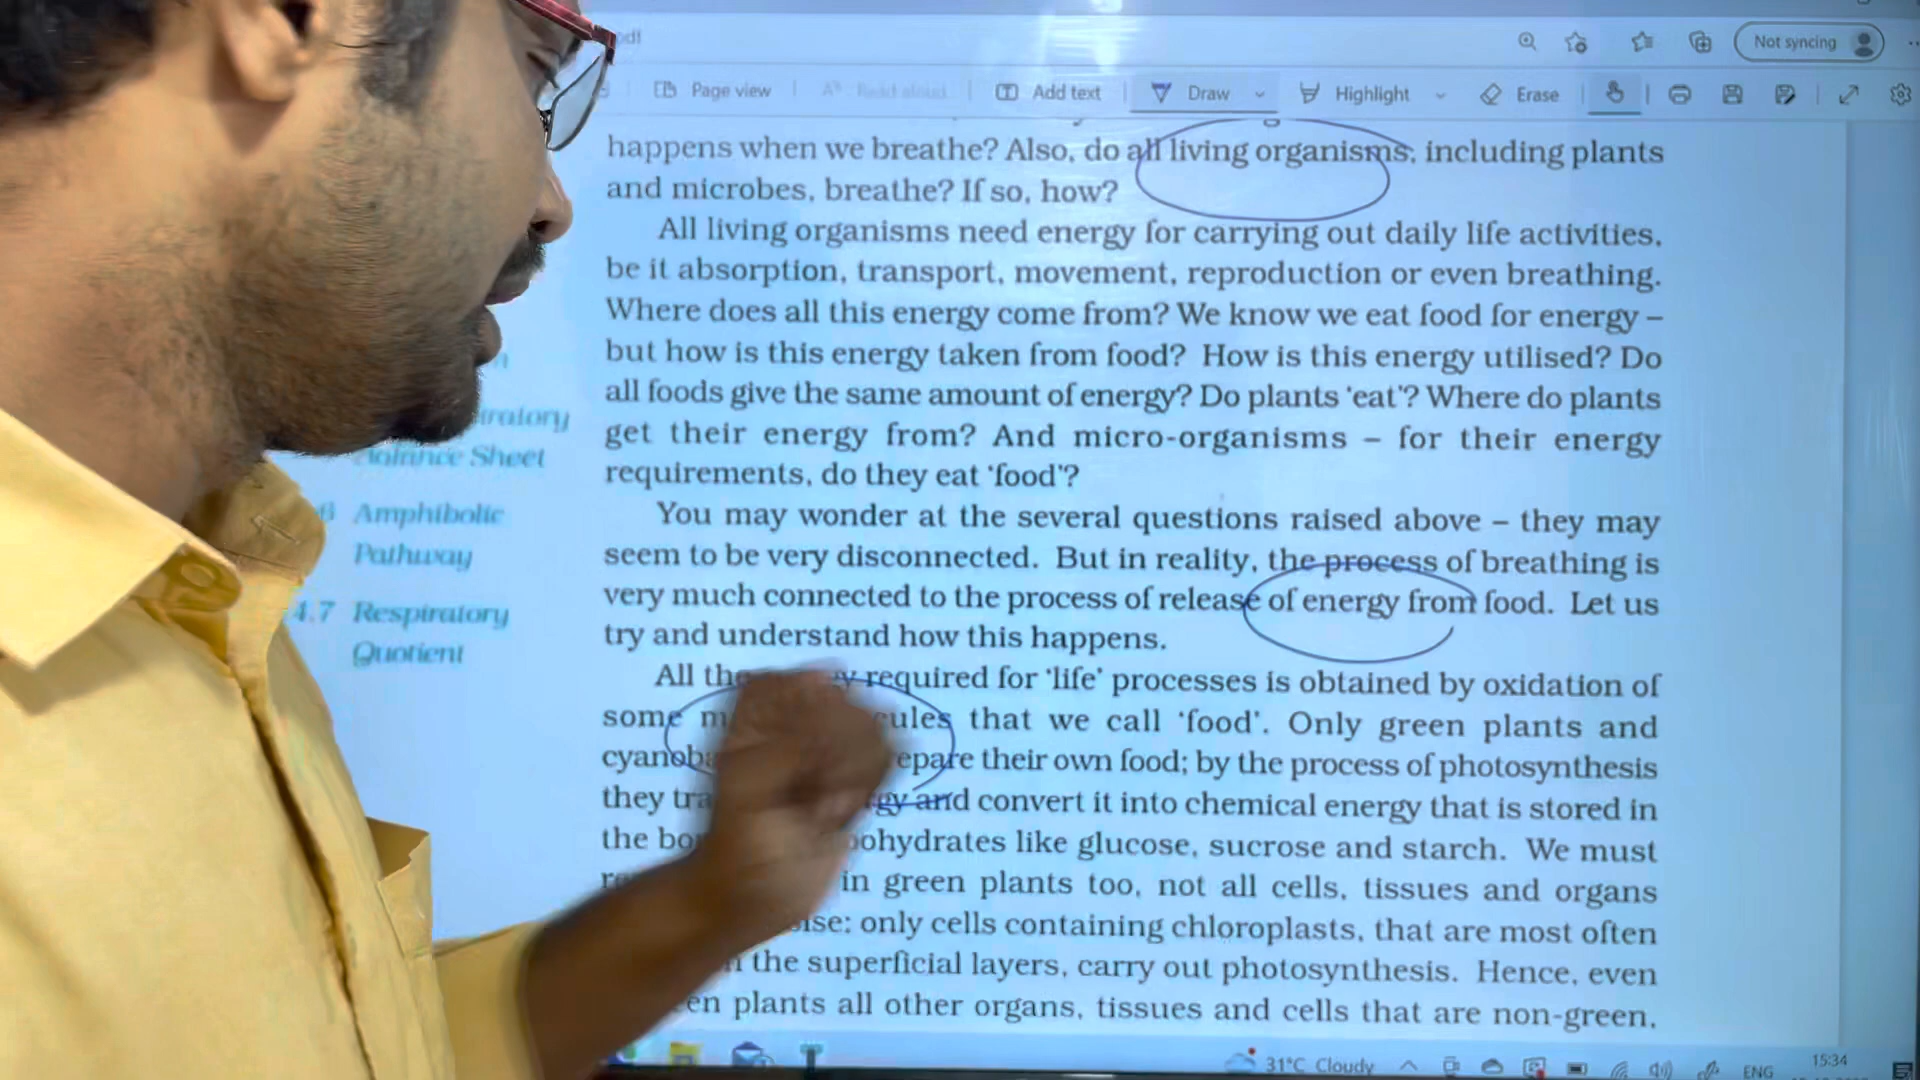 pdf
Not syncing
Page view
Read aloud
Add text
Draw
Highlight
Erase
happens when we breathe? Also, do all living organisms, including plants
and microbes, breathe? If so, how?
All living organisms need energy for carrying out daily life activities,
be it absorption, transport, movement, reproduction or even breathing.
Where does all this energy come from? We know we eat food for energy –
but how is this energy taken from food? How is this energy utilised? Do
all foods give the same amount of energy? Do plants ‘eat’? Where do plants
get their energy from? And micro-organisms – for their energy
requirements, do they eat ‘food’?
You may wonder at the several questions raised above – they may
seem to be very disconnected. But in reality, the process of breathing is
very much connected to the process of release of energy from food. Let us
try and understand how this happens.
All the required for ‘life’ processes is obtained by oxidation of
some that we call ‘food’. Only green plants and
their own food; by the process of photosynthesis
they and convert it into chemical energy that is stored in
the like glucose, sucrose and starch. We must
in green plants too, not all cells, tissues and organs
only cells containing chloroplasts, that are most often
the superficial layers, carry out photosynthesis. Hence, even
plants all other organs, tissues and cells that are non-green,
Balance Sheet
6 Amphibolic
Pathway
4.7 Respiratory
Quotient
31°C Cloudy
ENG
15:34